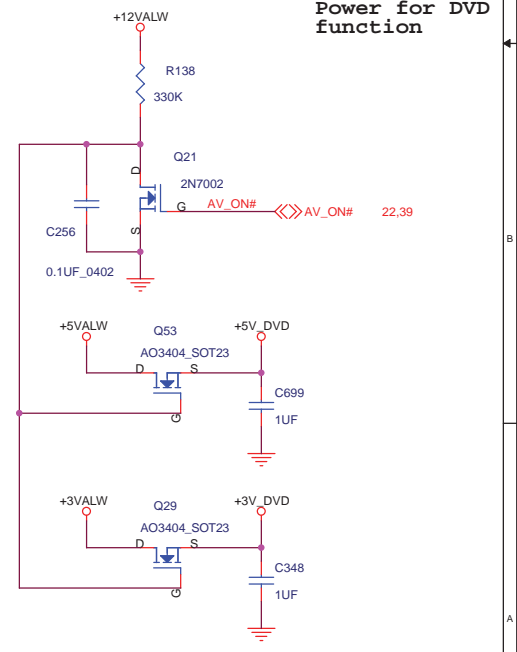 Power for DVD
function
+12VALW
R138
330K
Q21
D
2N7002
G AV_ON# AV_ON# 22,39
S
C256
0.1UF_0402
B
+5VALW Q53 +5V_DVD
AO3404_SOT23
D S
G
C699
1UF
+3VALW Q29 +3V_DVD
AO3404_SOT23
D S
G
C348
1UF
A